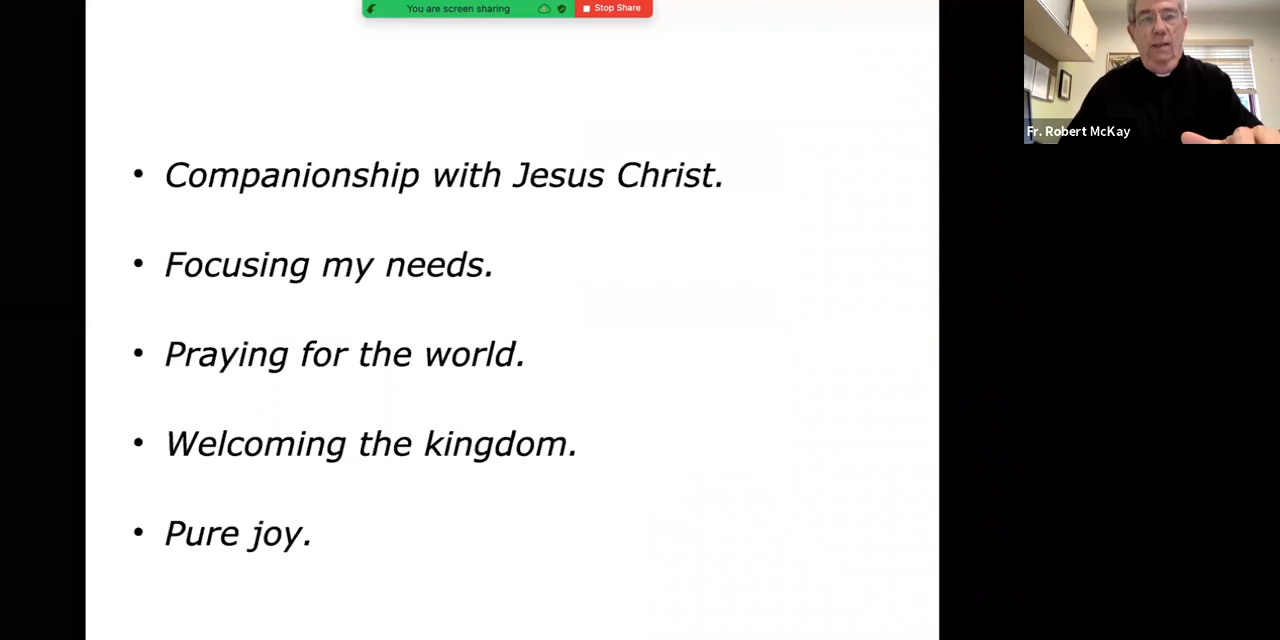 You are screen sharing
Stop Share
Fr. Robert McKay
• Companionship with Jesus Christ.
• Focusing my needs.
• Praying for the world.
• Welcoming the kingdom.
• Pure joy.